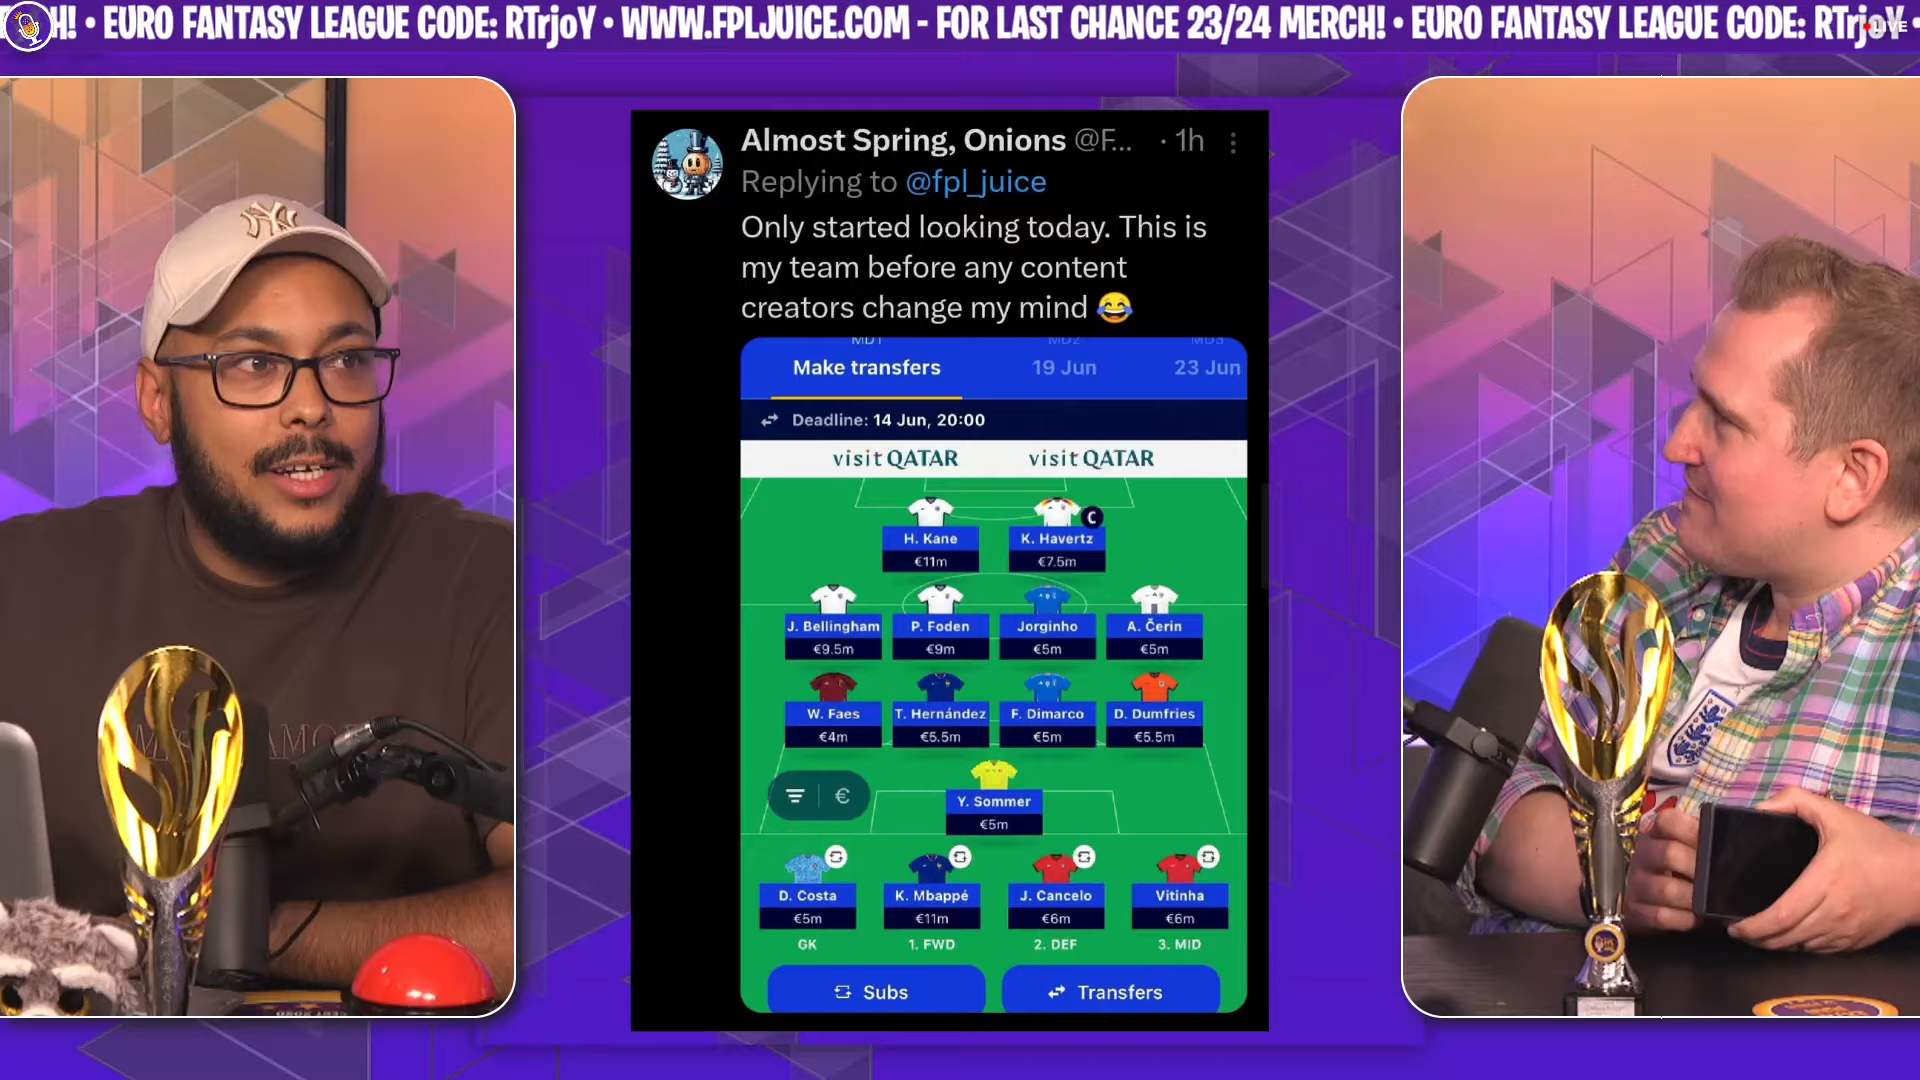 H! • EURO FANTASY LEAGUE CODE: RTrjoY • WWW.FPLJUICE.COM - FOR LAST CHANCE 23/24 MERCH! • EURO FANTASY LEAGUE CODE: RTrjoY
LIVE
NY
Almost Spring, Onions @F... · 1h
Replying to @fpl_juice
Only started looking today. This is
my team before any content
creators change my mind 😂
MD1 MD2 MD3
Make transfers 19 Jun 23 Jun
Deadline: 14 Jun, 20:00
visit QATAR visit QATAR
C
H. Kane K. Havertz
€11m €7.5m
J. Bellingham P. Foden Jorginho A. Čerin
€9.5m €9m €5m €5m
W. Faes T. Hernández F. Dimarco D. Dumfries
€4m €5.5m €5m €5.5m
€
Y. Sommer
€5m
D. Costa K. Mbappé J. Cancelo Vitinha
€5m €11m €6m €6m
GK 1. FWD 2. DEF 3. MID
Subs Transfers